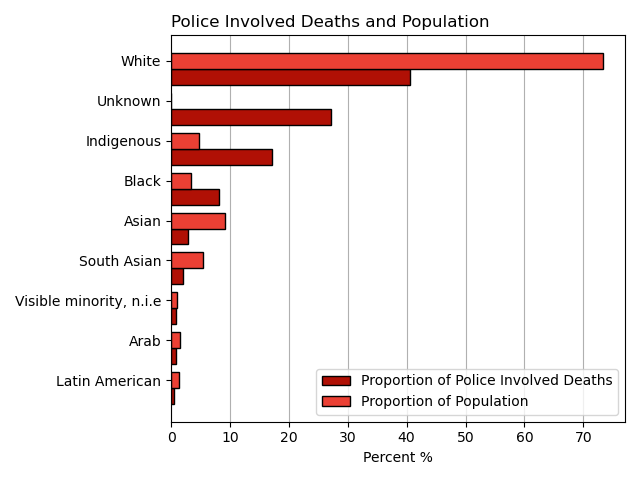 Police Involved Deaths and Population
White
Unknown
Indigenous
Black
Asian
South Asian
Visible minority, n.i.e
Arab
Latin American
Proportion of Police Involved Deaths
Proportion of Population
0 10 20 30 40 50 60 70
Percent %